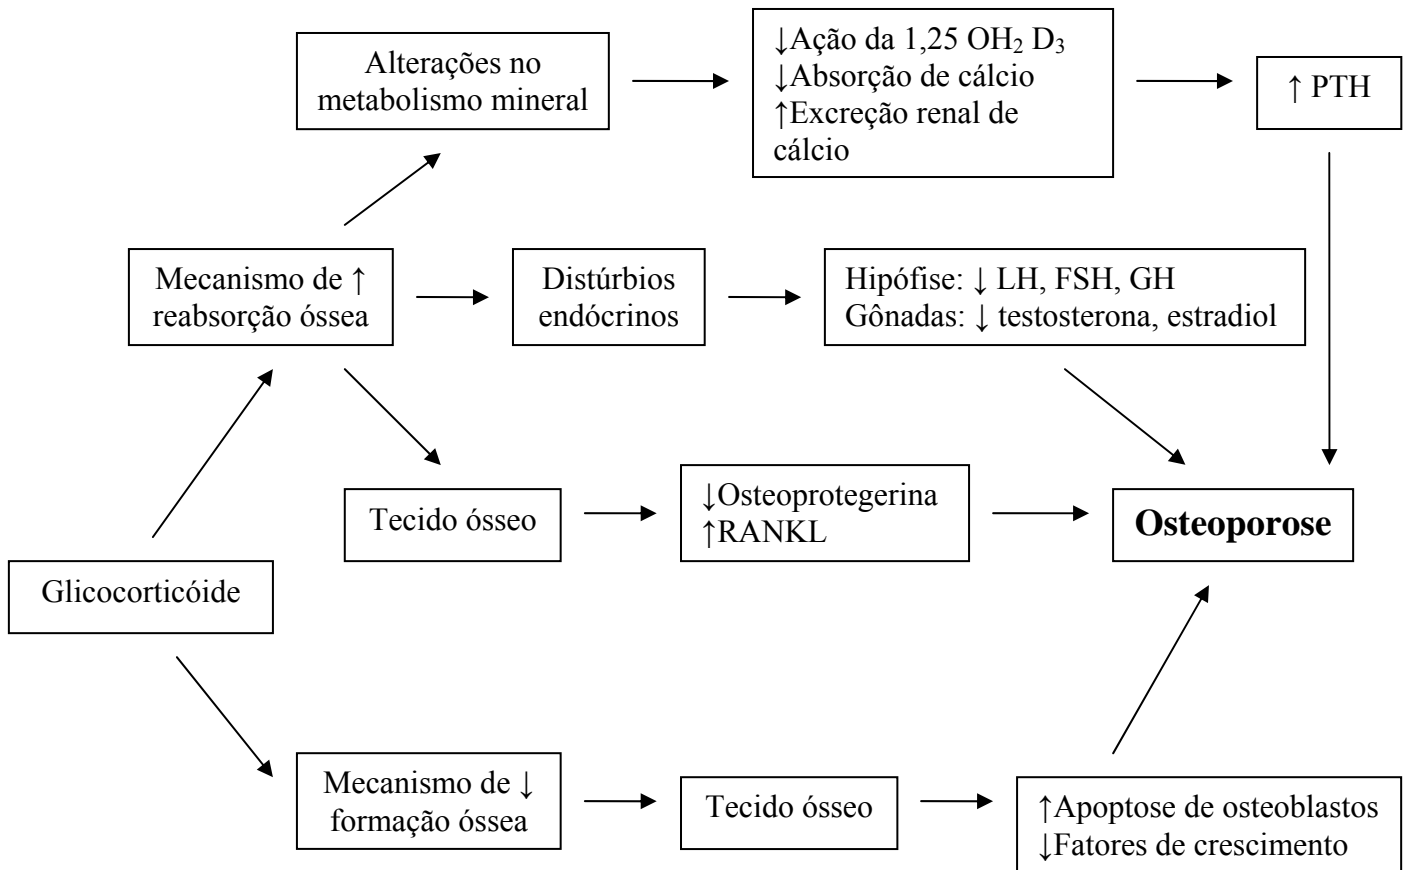 Alterações no
metabolismo mineral
↓Ação da 1,25 OH₂ D₃
↓Absorção de cálcio
↑Excreção renal de
cálcio
↑ PTH
Mecanismo de ↑
reabsorção óssea
Distúrbios
endócrinos
Hipófise: ↓ LH, FSH, GH
Gônadas: ↓ testosterona, estradiol
Tecido ósseo
↓Osteoprotegerina
↑RANKL
Osteoporose
Glicocorticóide
Mecanismo de ↓
formação óssea
Tecido ósseo
↑Apoptose de osteoblastos
↓Fatores de crescimento